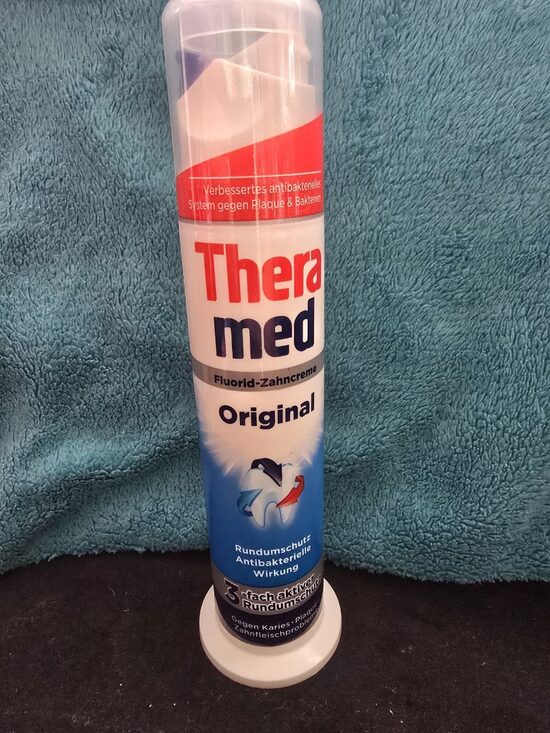 Verbessertes antibakterielles
System gegen Plaque & Bakterien
Thera
med
Fluorid-Zahncreme
Original
Rundumschutz
Antibakterielle
Wirkung
3-fach aktiver
Rundumschutz
Gegen Karies • Plaque
Zahnfleischprobleme